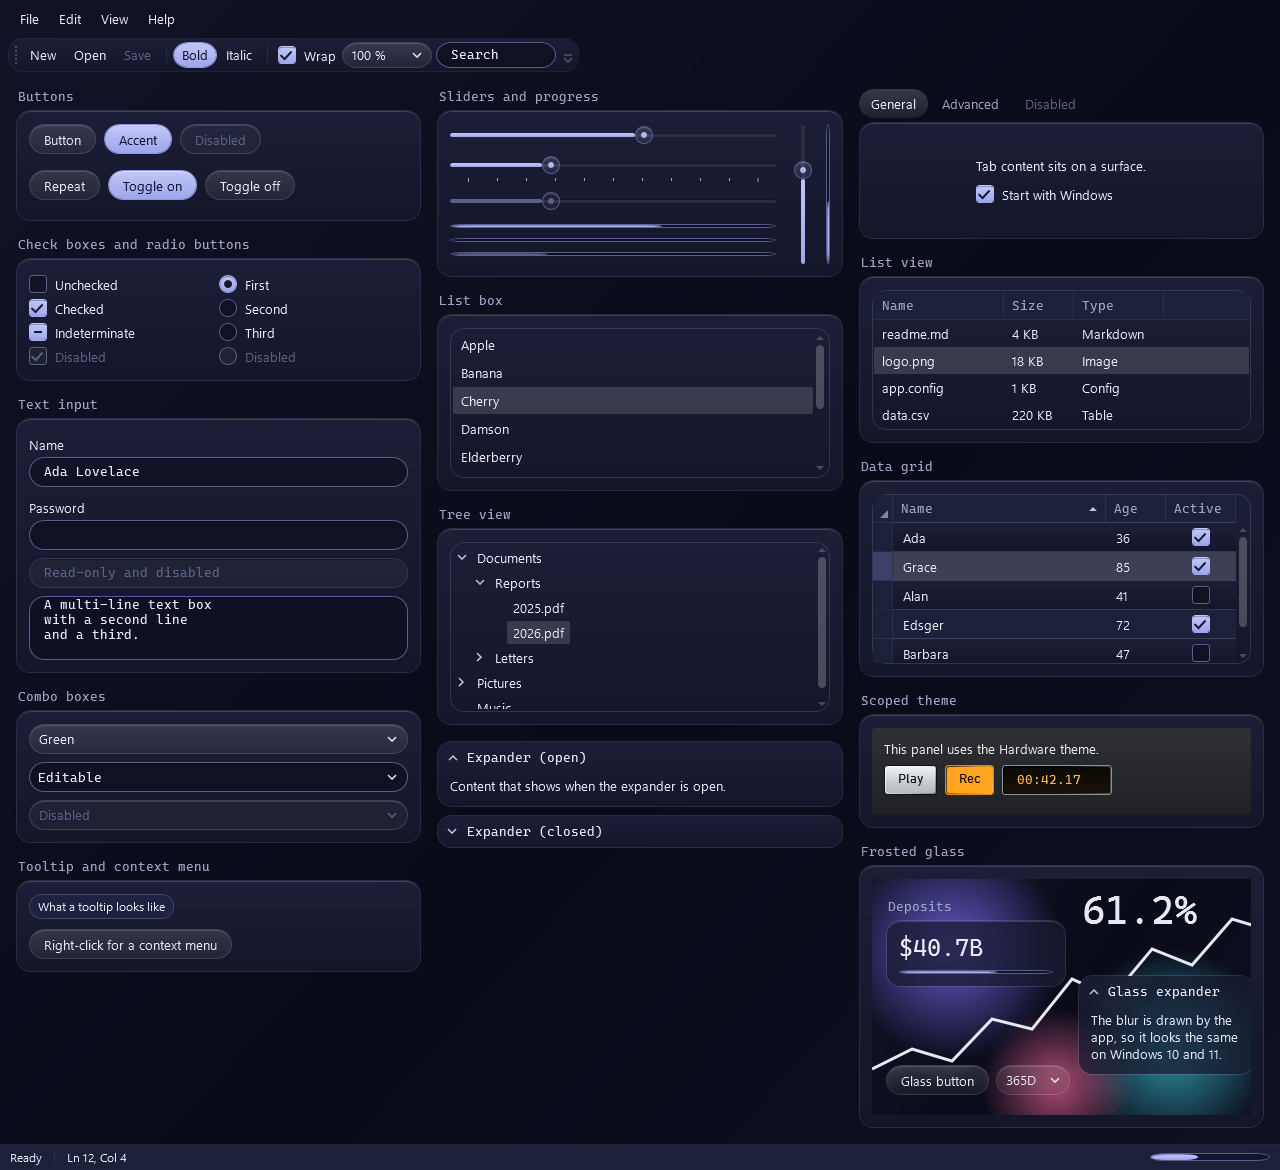 File Edit View Help
New Open Save Bold Italic Wrap 100 % Search
Buttons
Button Accent Disabled
Repeat Toggle on Toggle off
Check boxes and radio buttons
Unchecked First
Checked Second
Indeterminate Third
Disabled Disabled
Text input
Name
Ada Lovelace
Password
Read-only and disabled
A multi-line text box
with a second line
and a third.
Combo boxes
Green
Editable
Disabled
Tooltip and context menu
What a tooltip looks like
Right-click for a context menu
Sliders and progress
List box
Apple
Banana
Cherry
Damson
Elderberry
Tree view
Documents
Reports
2025.pdf
2026.pdf
Letters
Pictures
Music
Expander (open)
Content that shows when the expander is open.
Expander (closed)
General Advanced Disabled
Tab content sits on a surface.
Start with Windows
List view
Name Size Type
readme.md 4 KB Markdown
logo.png 18 KB Image
app.config 1 KB Config
data.csv 220 KB Table
Data grid
Name Age Active
Ada 36
Grace 85
Alan 41
Edsger 72
Barbara 47
Scoped theme
This panel uses the Hardware theme.
Play Rec 00:42.17
Frosted glass
Deposits
61.2%
$40.7B
Glass expander
The blur is drawn by the
app, so it looks the same
on Windows 10 and 11.
Glass button 365D
Ready Ln 12, Col 4